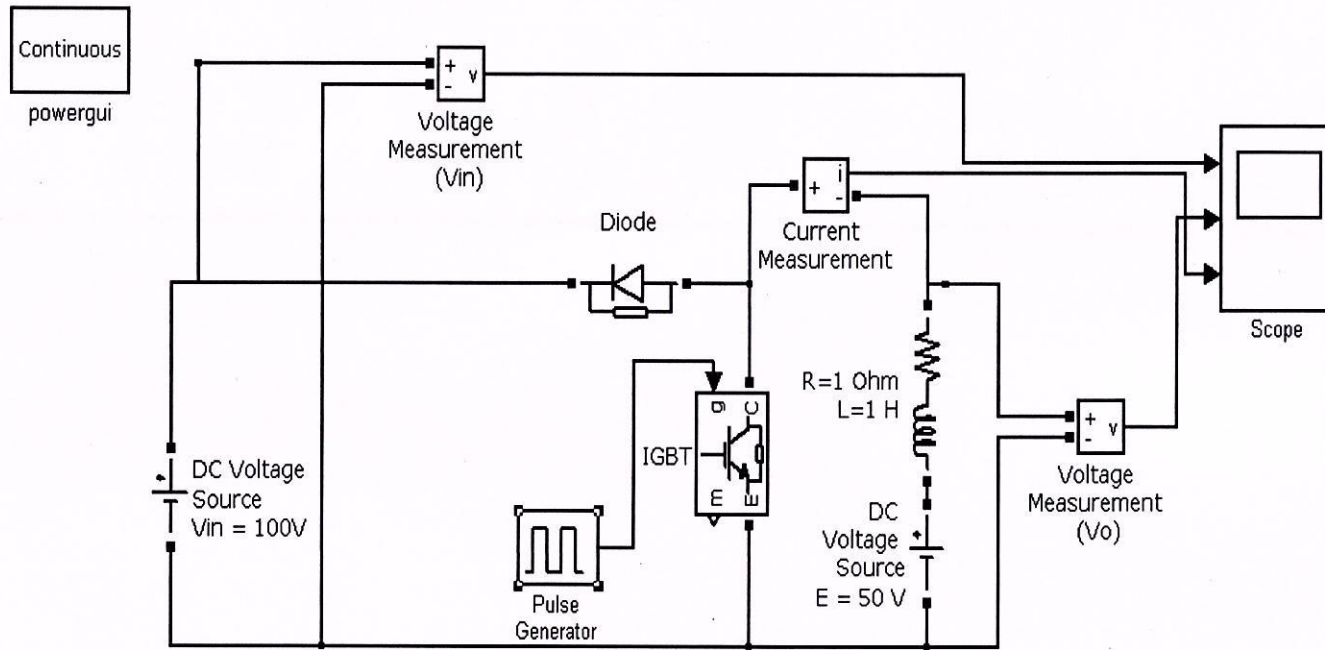 Continuous
powergui
+
-
v
Voltage
Measurement
(Vin)
Diode
+
i
-
Current
Measurement
Scope
R=1 Ohm
L=1 H
g
C
IGBT
m
E
+
-
v
Voltage
Measurement
(Vo)
+
DC Voltage
Source
Vin = 100V
Pulse
Generator
+
DC
Voltage
Source
E = 50 V